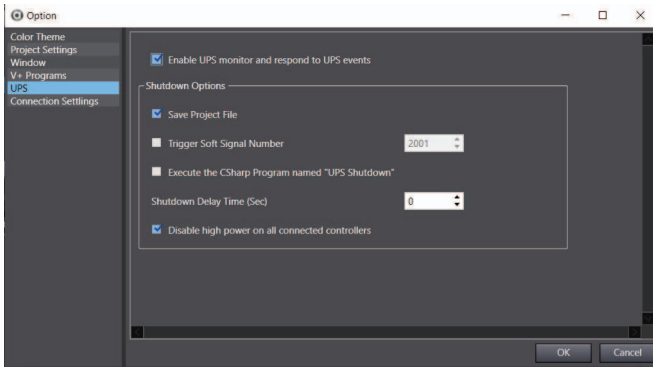 Option
Color Theme
Project Settings
Window
V+ Programs
UPS
Connection Settlings
Enable UPS monitor and respond to UPS events
Shutdown Options
Save Project File
Trigger Soft Signal Number
2001
Execute the CSharp Program named "UPS Shutdown"
Shutdown Delay Time (Sec)
0
Disable high power on all connected controllers
OK
Cancel